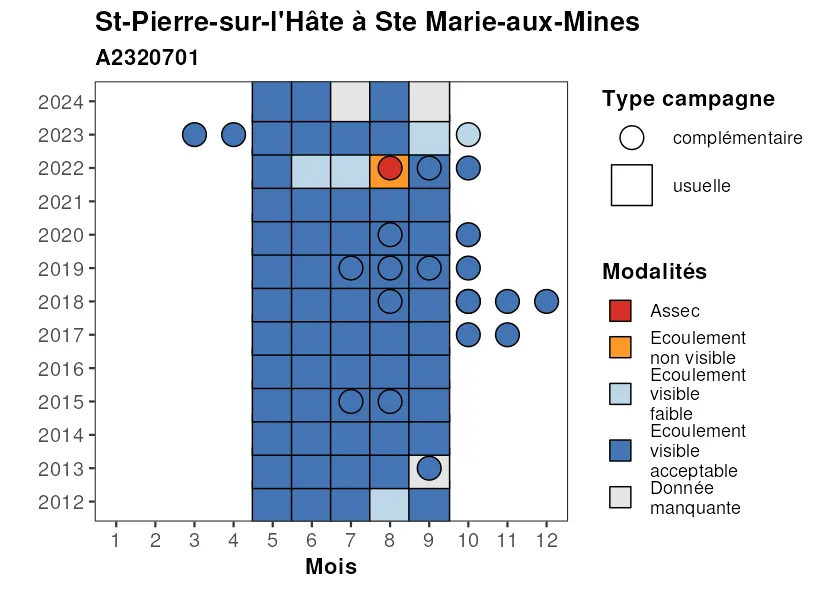 St-Pierre-sur-l'Hâte à Ste Marie-aux-Mines
A2320701
2024
2023
2022
2021
2020
2019
2018
2017
2016
2015
2014
2013
2012
1 2 3 4 5 6 7 8 9 10 11 12
Mois
Type campagne
complémentaire
usuelle
Modalités
Assec
Ecoulement
non visible
Ecoulement
visible
faible
Ecoulement
visible
acceptable
Donnée
manquante